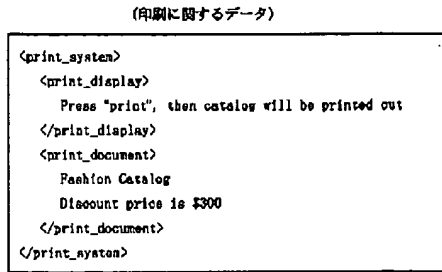 (印刷に関するデータ)
<print_system>
<print_display>
Press "print", then catalog will be printed out
</print_display>
<print_document>
Fashion Catalog
Discount price is $300
</print_document>
</print_system>